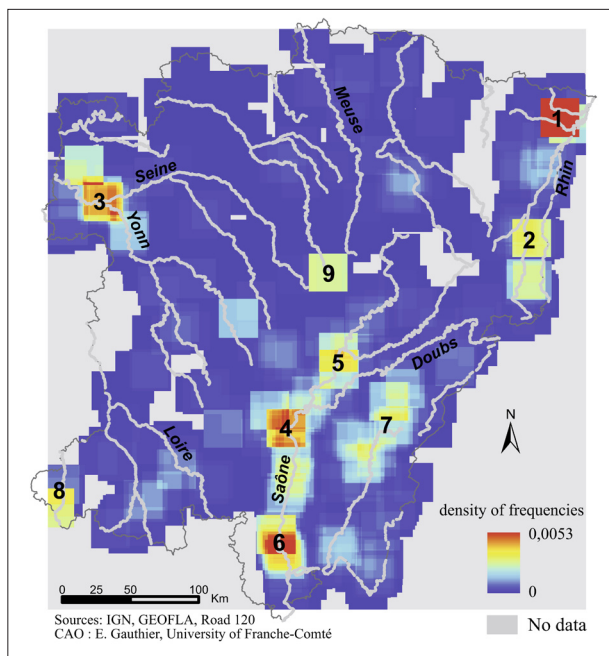 Meuse
1
Seine
Rhin
3
Yonn
2
9
5
Doubs
4
7
N
Loire
Saône
8
6
density of frequencies
0,0053
0
0 25 50 100
Km
No data
Sources: IGN, GEOFLA, Road 120
CAO : E. Gauthier, University of Franche-Comté